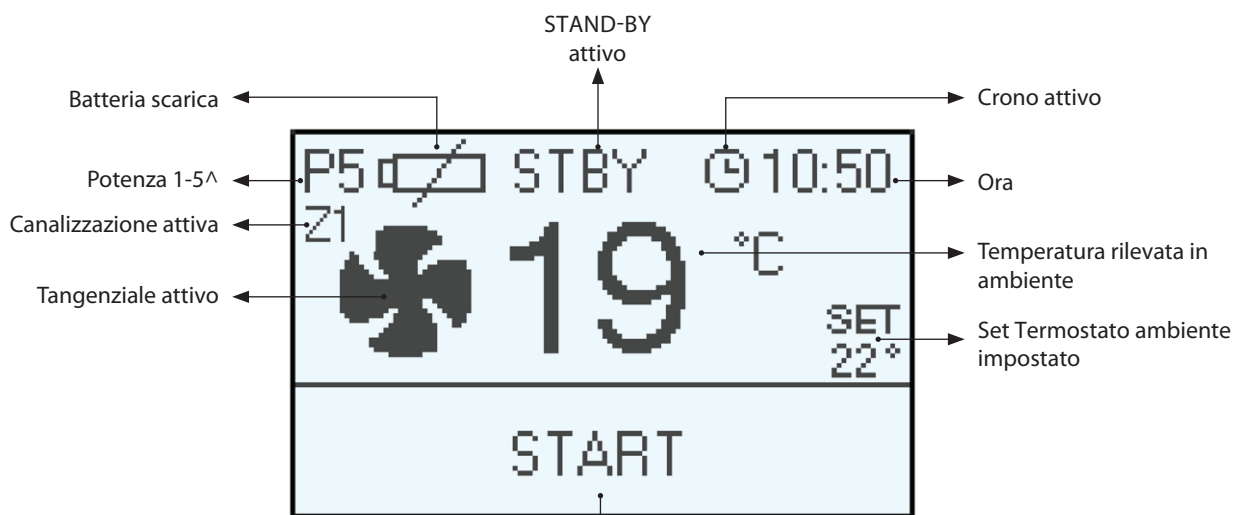 STAND-BY
attivo
Batteria scarica
Crono attivo
P5 STBY 10:50
Potenza 1-5^
Ora
Canalizzazione attiva
Z1
19 °C
Temperatura rilevata in
ambiente
Tangenziale attivo
SET
22°
Set Termostato ambiente
impostato
START